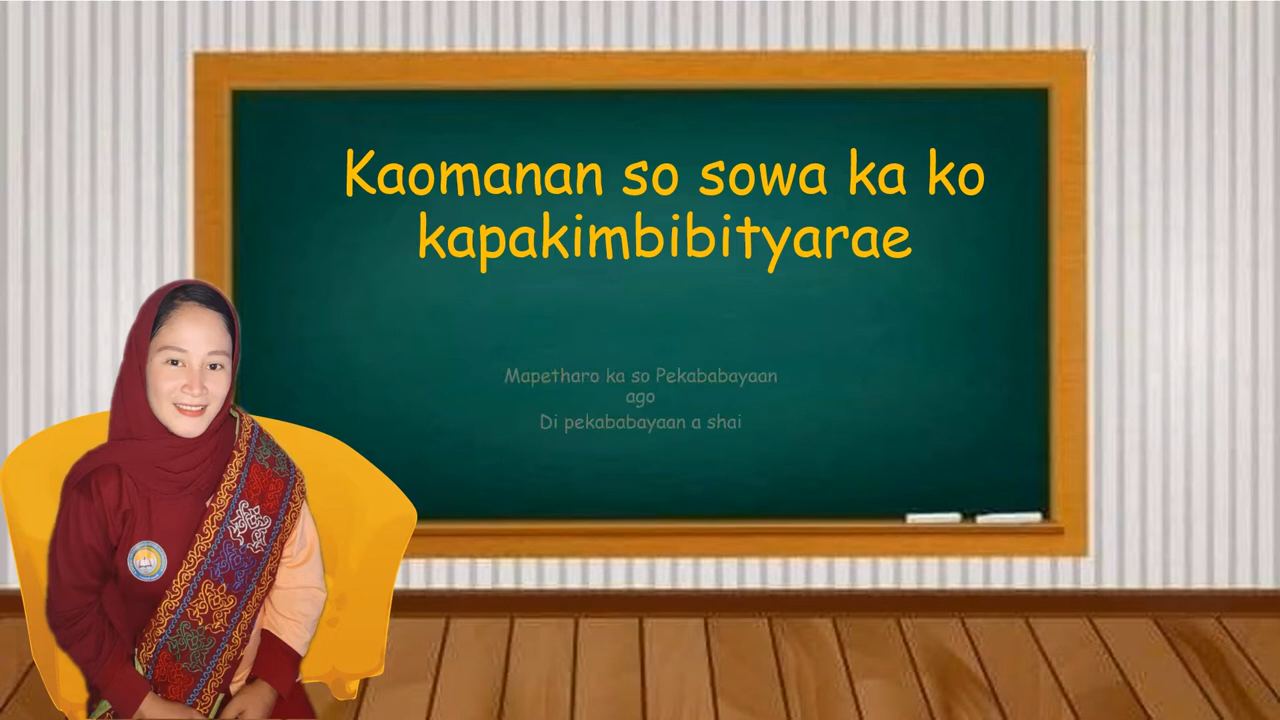 Kaomanan so sowa ka ko
kapakimbibityarae
Mapetharo ka so Pekababayaan
ago
Di pekababayaan a shai